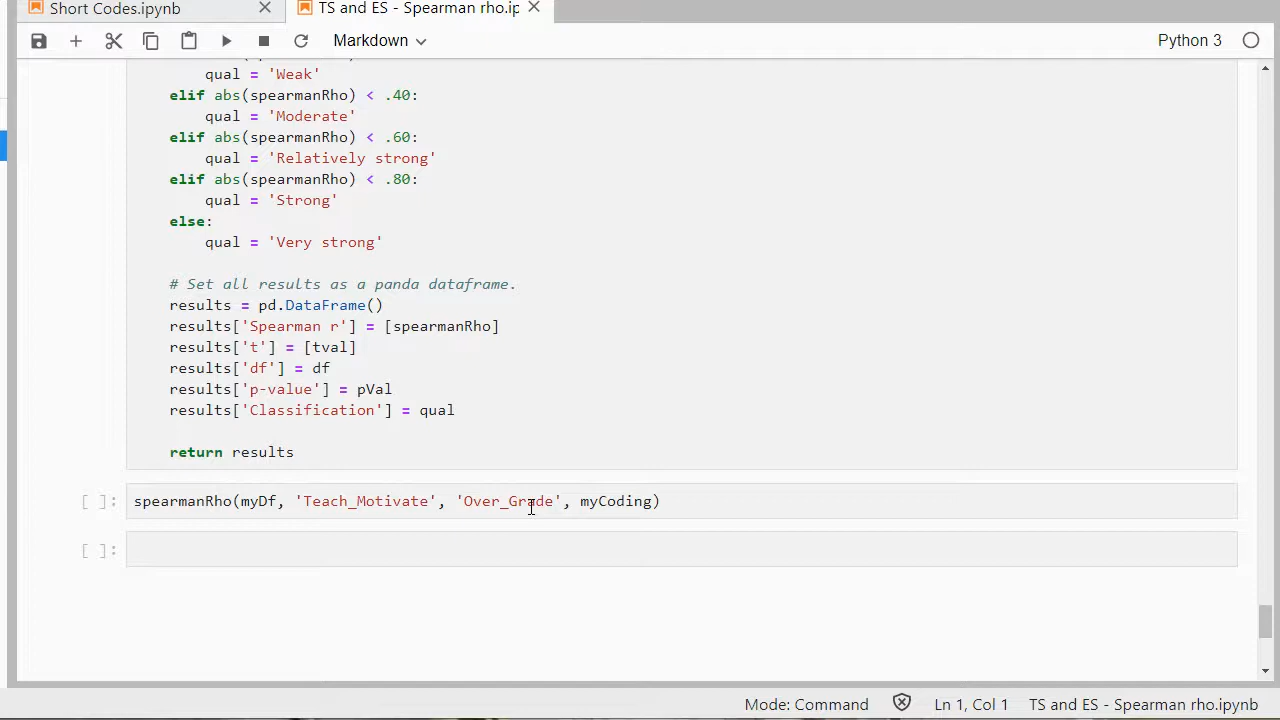 Short Codes.ipynb
TS and ES - Spearman rho.ip
Markdown
Python 3
qual = 'Weak'
elif abs(spearmanRho) < .40:
qual = 'Moderate'
elif abs(spearmanRho) < .60:
qual = 'Relatively strong'
elif abs(spearmanRho) < .80:
qual = 'Strong'
else:
qual = 'Very strong'
# Set all results as a panda dataframe.
results = pd.DataFrame()
results['Spearman r'] = [spearmanRho]
results['t'] = [tval]
results['df'] = df
results['p-value'] = pVal
results['Classification'] = qual
return results
[ ]: spearmanRho(myDf, 'Teach_Motivate', 'Over_Grade', myCoding)
[ ]:
Mode: Command Ln 1, Col 1 TS and ES - Spearman rho.ipynb